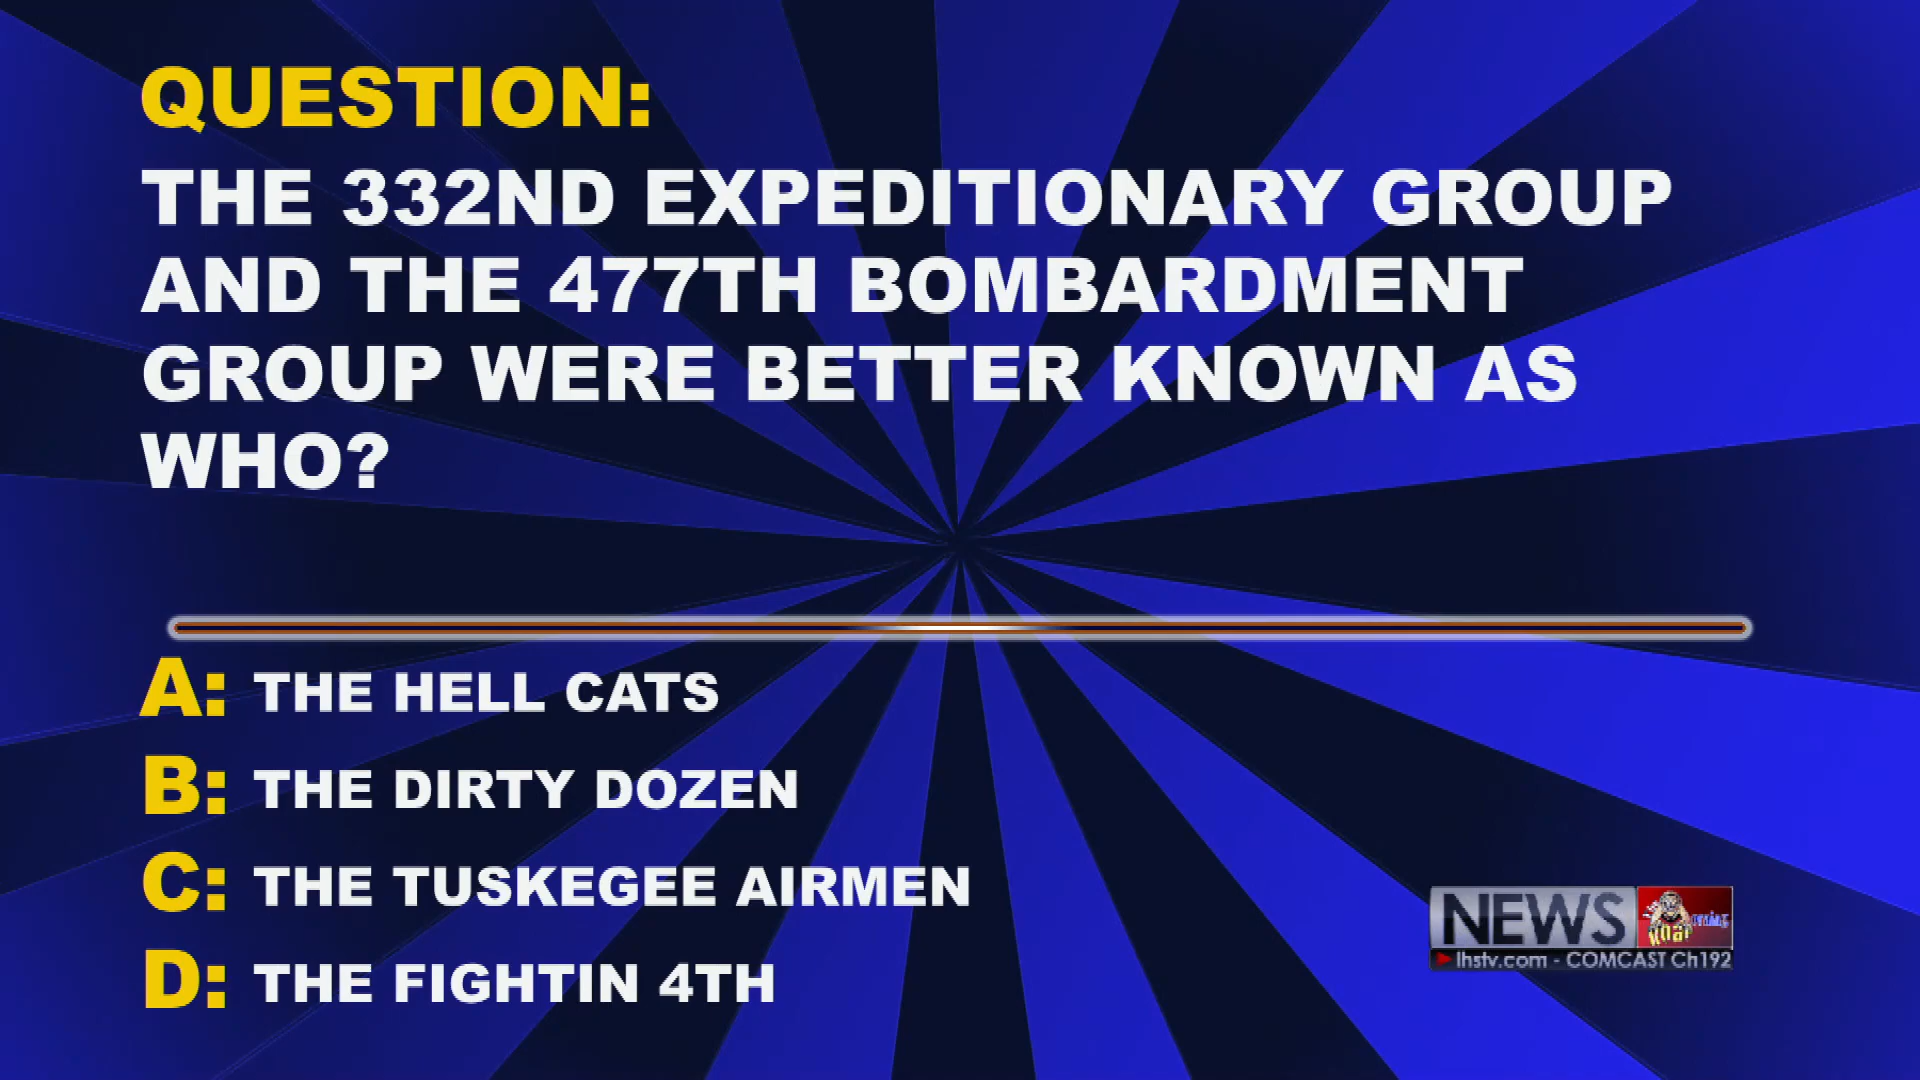 QUESTION:
THE 332ND EXPEDITIONARY GROUP
AND THE 477TH BOMBARDMENT
GROUP WERE BETTER KNOWN AS
WHO?
A: THE HELL CATS
B: THE DIRTY DOZEN
C: THE TUSKEGEE AIRMEN
D: THE FIGHTIN 4TH
NEWS
lhstv.com - COMCAST Ch192